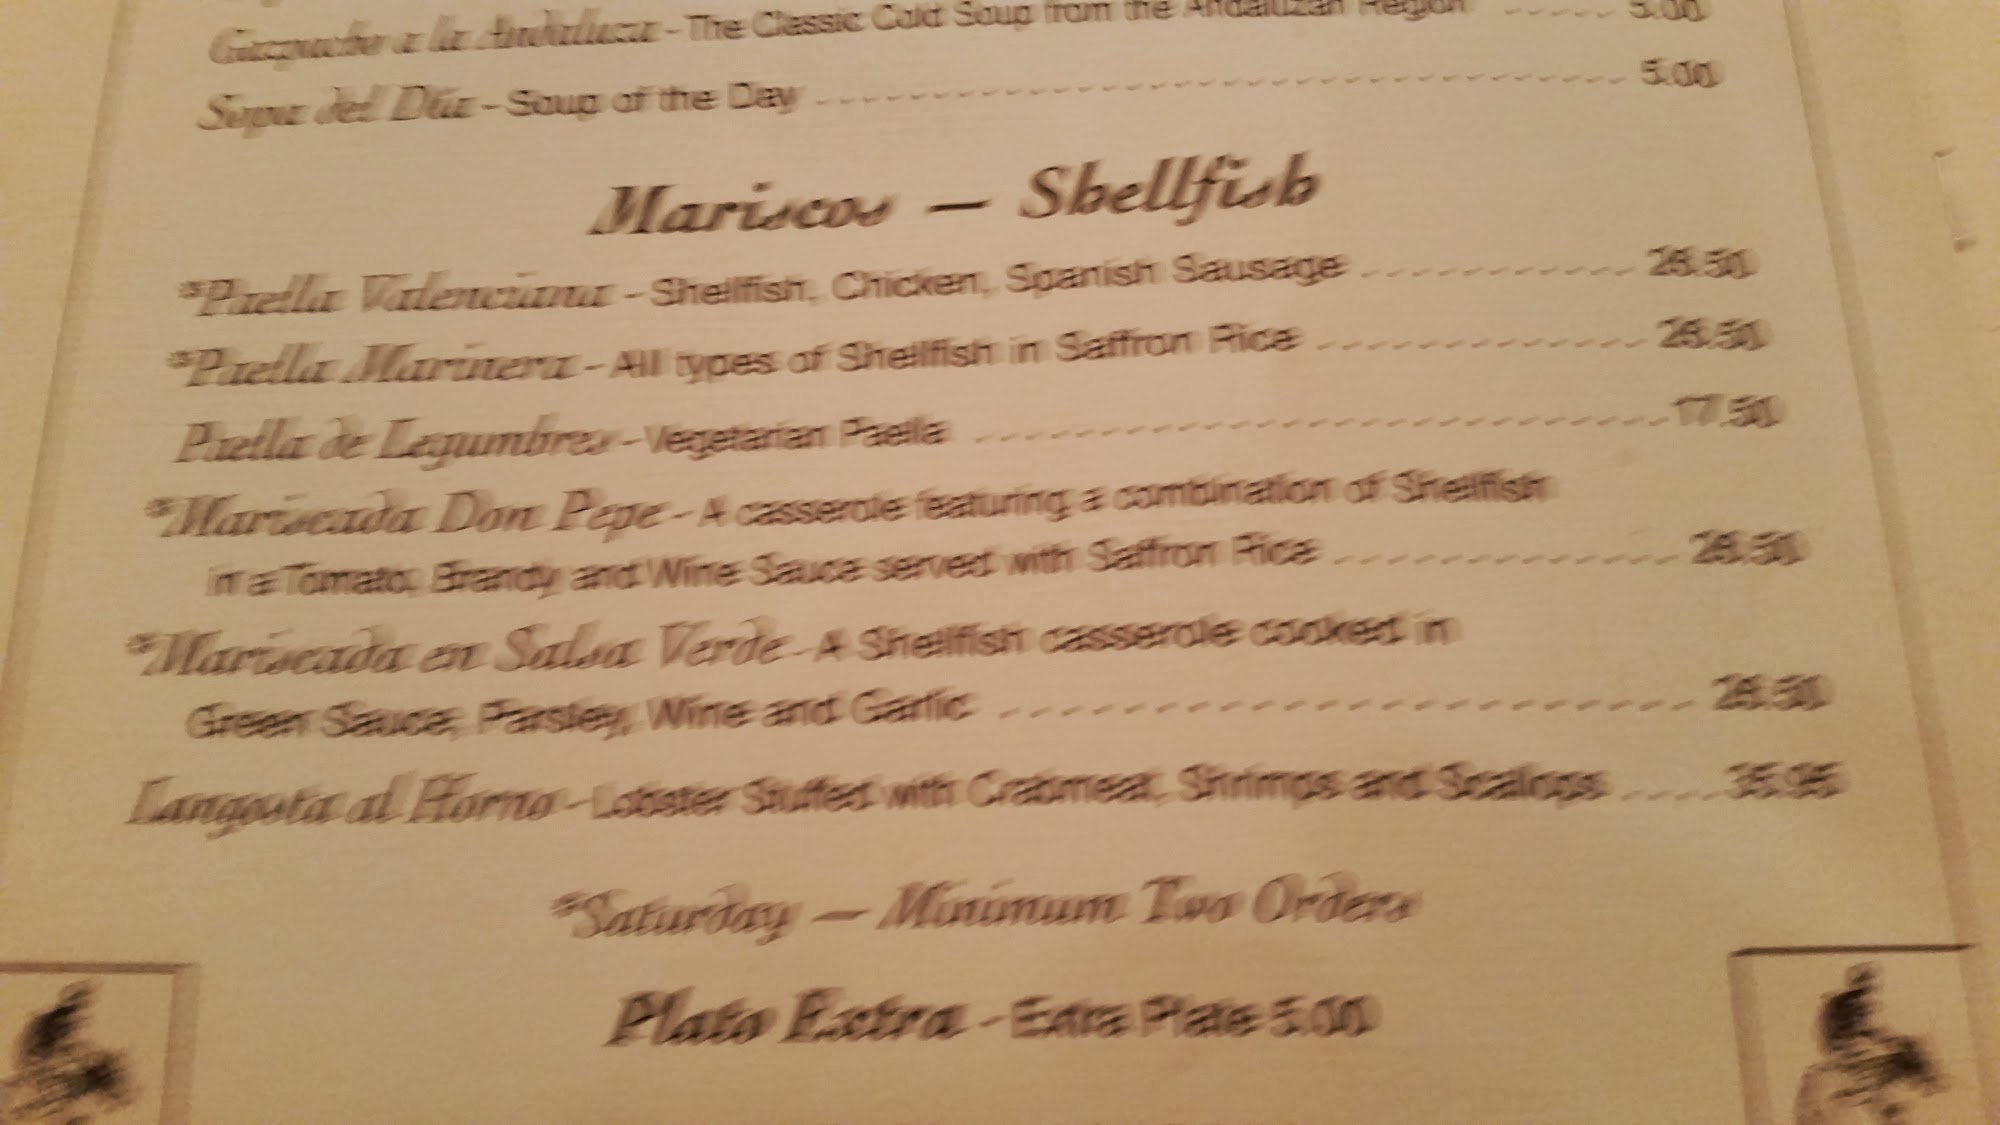 Gazpacho a la Andaluza - The Classic Cold Soup from the Andaluzan Region ----- 5.00
Sopa del Día - Soup of the Day ----- 5.00
Mariscos — Shellfish
*Paella Valenciana - Shellfish, Chicken, Spanish Sausage ----- 26.50
*Paella Marinera - All types of Shellfish in Saffron Rice ----- 26.50
Paella de Legumbres - Vegetarian Paella ----- 17.50
*Mariscada Don Pepe - A casserole featuring a combination of Shellfish
in a Tomato, Brandy and Wine Sauce served with Saffron Rice ----- 26.50
*Mariscada en Salsa Verde - A Shellfish casserole cooked in
Green Sauce, Parsley, Wine and Garlic ----- 26.50
Langosta al Horno - Lobster Stuffed with Crabmeat, Shrimps and Scallops ----- 35.95
*Saturday — Minimum Two Orders
Plato Extra - Extra Plate 5.00